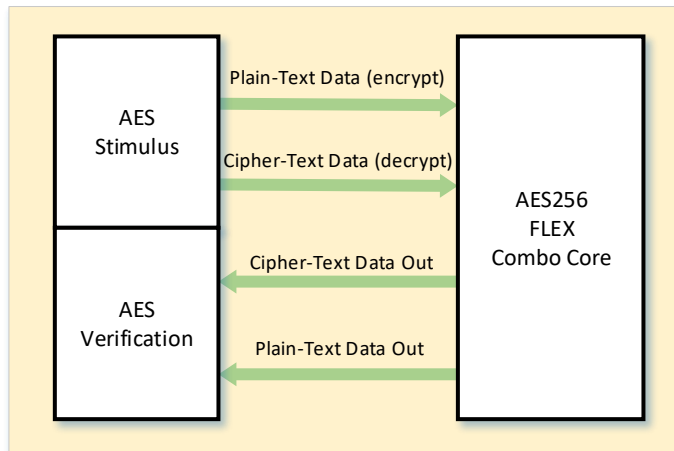 AES
Stimulus
Plain-Text Data (encrypt)
Cipher-Text Data (decrypt)
AES
Verification
Cipher-Text Data Out
Plain-Text Data Out
AES256
FLEX
Combo Core